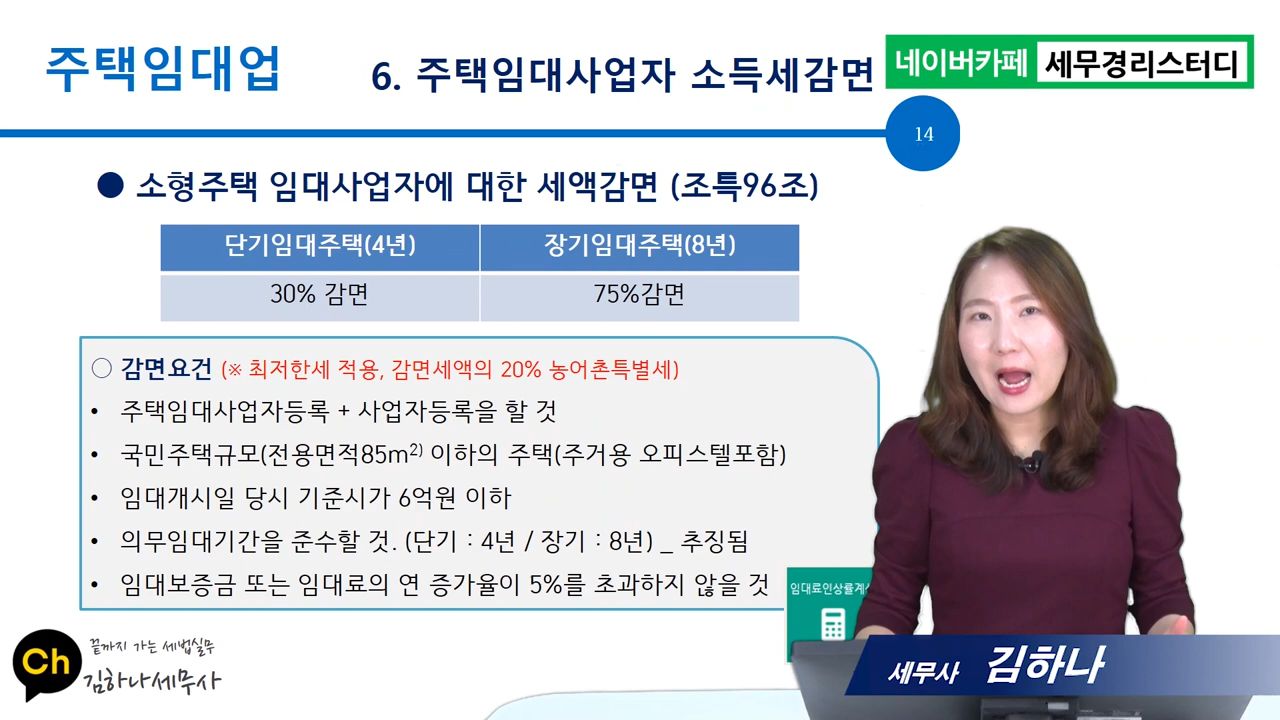 주택임대업
6. 주택임대사업자 소득세감면
네이버카페 세무경리스터디
14
● 소형주택 임대사업자에 대한 세액감면 (조특96조)
단기임대주택(4년) 장기임대주택(8년)
30% 감면 75%감면
○ 감면요건 (※ 최저한세 적용, 감면세액의 20% 농어촌특별세)
• 주택임대사업자등록 + 사업자등록을 할 것
• 국민주택규모(전용면적85m²⁾ 이하의 주택(주거용 오피스텔포함)
• 임대개시일 당시 기준시가 6억원 이하
• 의무임대기간을 준수할 것. (단기 : 4년 / 장기 : 8년) _ 추징됨
• 임대보증금 또는 임대료의 연 증가율이 5%를 초과하지 않을 것
임대료인상률계
Ch
끝까지 가는 세법실무
김하나세무사
세무사 김하나